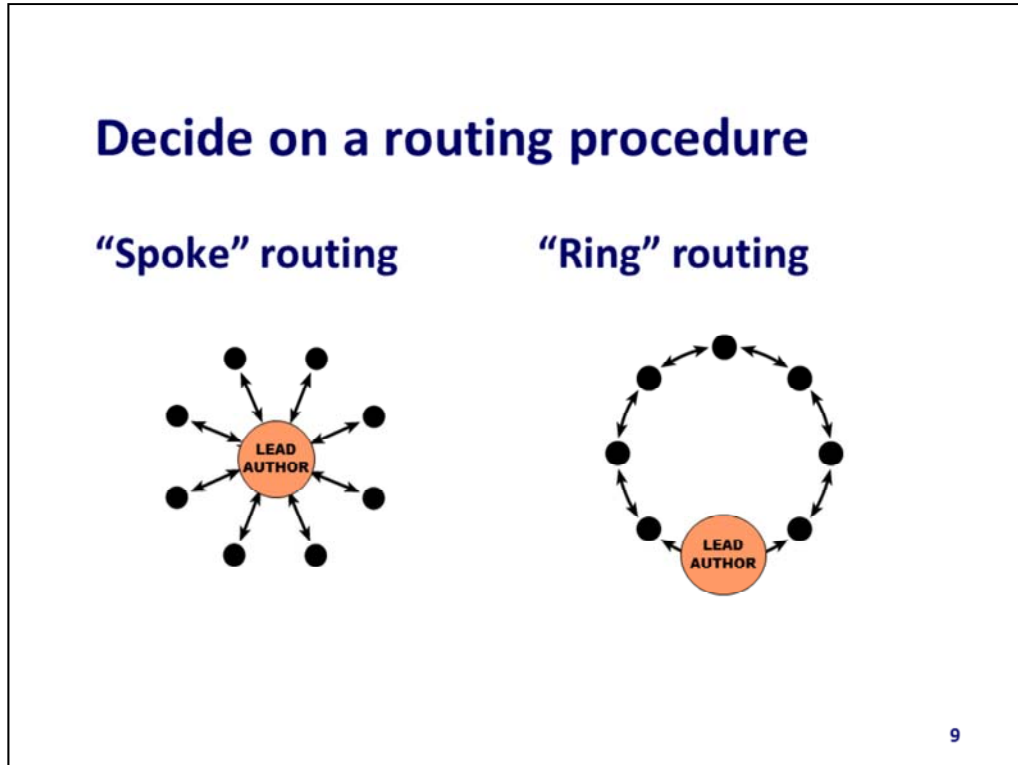 Decide on a routing procedure
“Spoke” routing
“Ring” routing
LEAD
AUTHOR
LEAD
AUTHOR
9